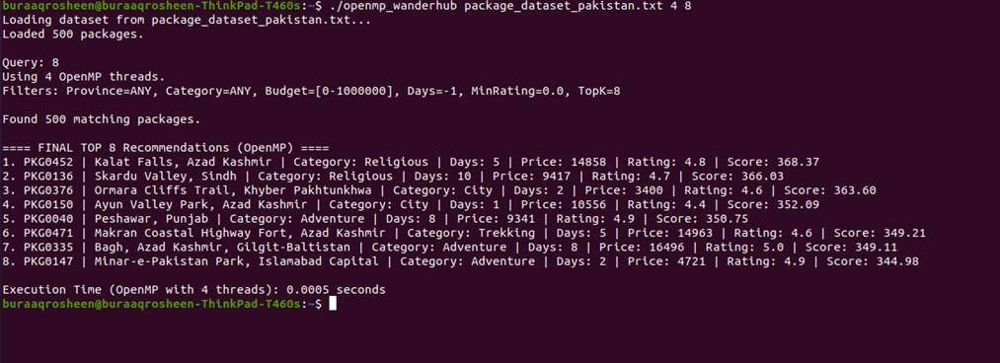 buraaqrosheen@buraaqrosheen-ThinkPad-T460s:~$ ./openmp_wanderhub package_dataset_pakistan.txt 4 8
Loading dataset from package_dataset_pakistan.txt...
Loaded 500 packages.
Query: 8
Using 4 OpenMP threads.
Filters: Province=ANY, Category=ANY, Budget=[0-1000000], Days=-1, MinRating=0.0, TopK=8
Found 500 matching packages.
==== FINAL TOP 8 Recommendations (OpenMP) ====
1. PKG0452 | Kalat Falls, Azad Kashmir | Category: Religious | Days: 5 | Price: 14858 | Rating: 4.8 | Score: 368.37
2. PKG0136 | Skardu Valley, Sindh | Category: Religious | Days: 10 | Price: 9417 | Rating: 4.7 | Score: 366.03
3. PKG0376 | Ormara Cliffs Trail, Khyber Pakhtunkhwa | Category: City | Days: 2 | Price: 3400 | Rating: 4.6 | Score: 363.60
4. PKG0150 | Ayun Valley Park, Azad Kashmir | Category: City | Days: 1 | Price: 10556 | Rating: 4.4 | Score: 352.09
5. PKG0040 | Peshawar, Punjab | Category: Adventure | Days: 8 | Price: 9341 | Rating: 4.9 | Score: 350.75
6. PKG0471 | Makran Coastal Highway Fort, Azad Kashmir | Category: Trekking | Days: 5 | Price: 14963 | Rating: 4.6 | Score: 349.21
7. PKG0335 | Bagh, Azad Kashmir, Gilgit-Baltistan | Category: Adventure | Days: 8 | Price: 16496 | Rating: 5.0 | Score: 349.11
8. PKG0147 | Minar-e-Pakistan Park, Islamabad Capital | Category: Adventure | Days: 2 | Price: 4721 | Rating: 4.9 | Score: 344.98
Execution Time (OpenMP with 4 threads): 0.0005 seconds
buraaqrosheen@buraaqrosheen-ThinkPad-T460s:~$